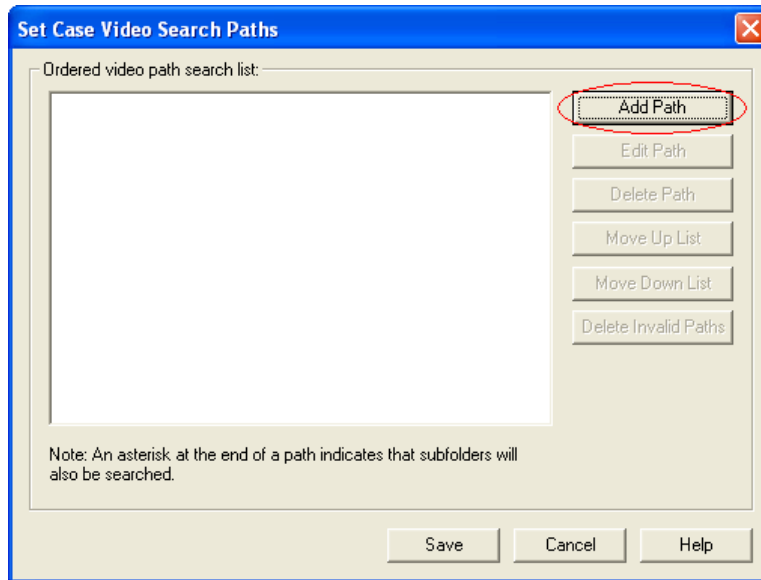 Set Case Video Search Paths
Ordered video path search list:
Add Path
Edit Path
Delete Path
Move Up List
Move Down List
Delete Invalid Paths
Note: An asterisk at the end of a path indicates that subfolders will
also be searched.
Save
Cancel
Help